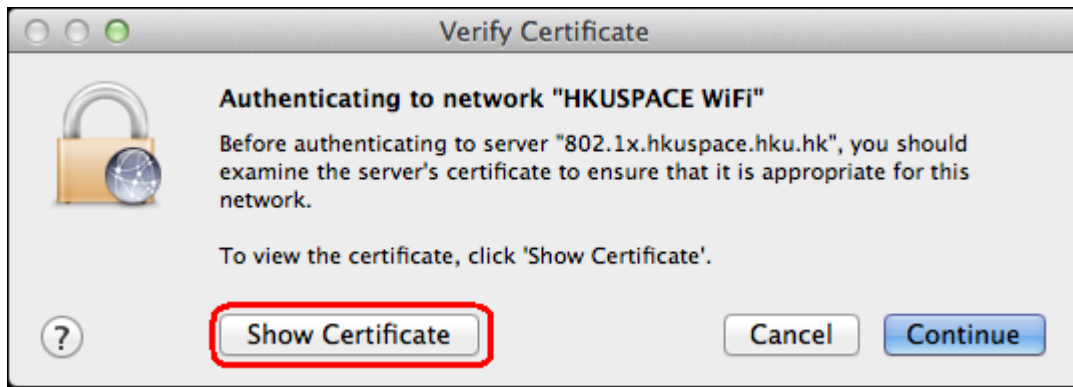 Verify Certificate
Authenticating to network "HKUSPACE WiFi"
Before authenticating to server "802.1x.hkuspace.hku.hk", you should
examine the server's certificate to ensure that it is appropriate for this
network.
To view the certificate, click 'Show Certificate'.
? Show Certificate Cancel Continue